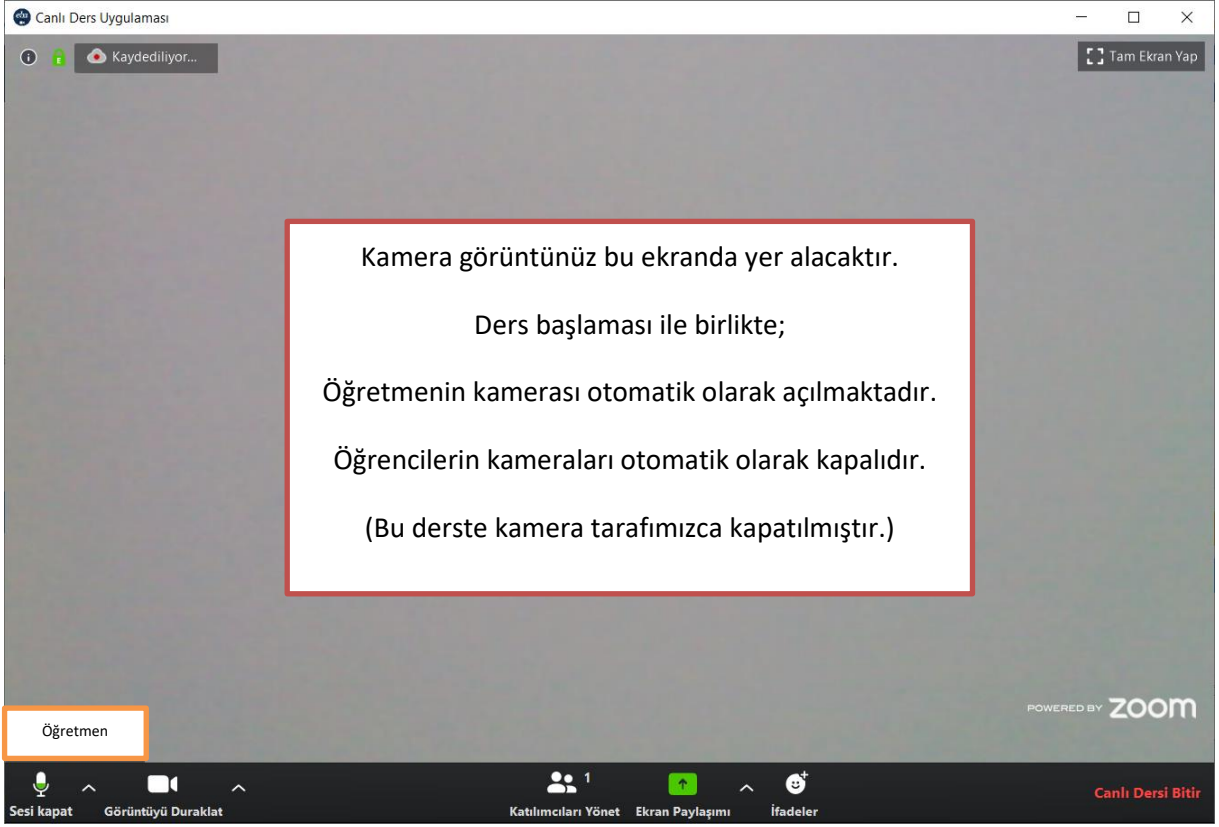 Canlı Ders Uygulaması
Kaydediliyor...
Tam Ekran Yap
Kamera görüntünüz bu ekranda yer alacaktır.
Ders başlaması ile birlikte;
Öğretmenin kamerası otomatik olarak açılmaktadır.
Öğrencilerin kameraları otomatik olarak kapalıdır.
(Bu derste kamera tarafımızca kapatılmıştır.)
POWERED BY zoom
Öğretmen
1
Sesi kapat
Görüntüyü Duraklat
Katılımcıları Yönet
Ekran Paylaşımı
İfadeler
Canlı Dersi Bitir